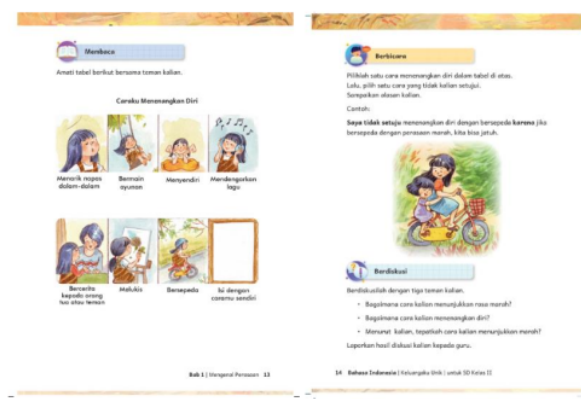 Membaca
Amati tabel berikut bersama teman kalian.
Caraku Menenangkan Diri
Menarik napas
dalam-dalam
Bermain
ayunan
Menyendiri
Mendengarkan
lagu
Bercerita
kepada orang
tua atau teman
Melukis
Bersepeda
Isi dengan
caramu sendiri
Bab 1 | Mengenal Perasaan 13
Berbicara
Pilihlah satu cara menenangkan diri dalam tabel di atas.
Lalu, pilih satu cara yang tidak kalian setujui.
Sampaikan alasan kalian.
Contoh:
Saya tidak setuju menenangkan diri dengan bersepeda karena jika
bersepeda dengan perasaan marah, kita bisa jatuh.
Berdiskusi
Berdiskusilah dengan tiga teman kalian.
• Bagaimana cara kalian menunjukkan rasa marah?
• Bagaimana cara kalian menenangkan diri?
• Menurut kalian, tepatkah cara kalian menunjukkan marah?
Laporkan hasil diskusi kalian kepada guru.
14 Bahasa Indonesia | Keluargaku Unik | untuk SD Kelas II